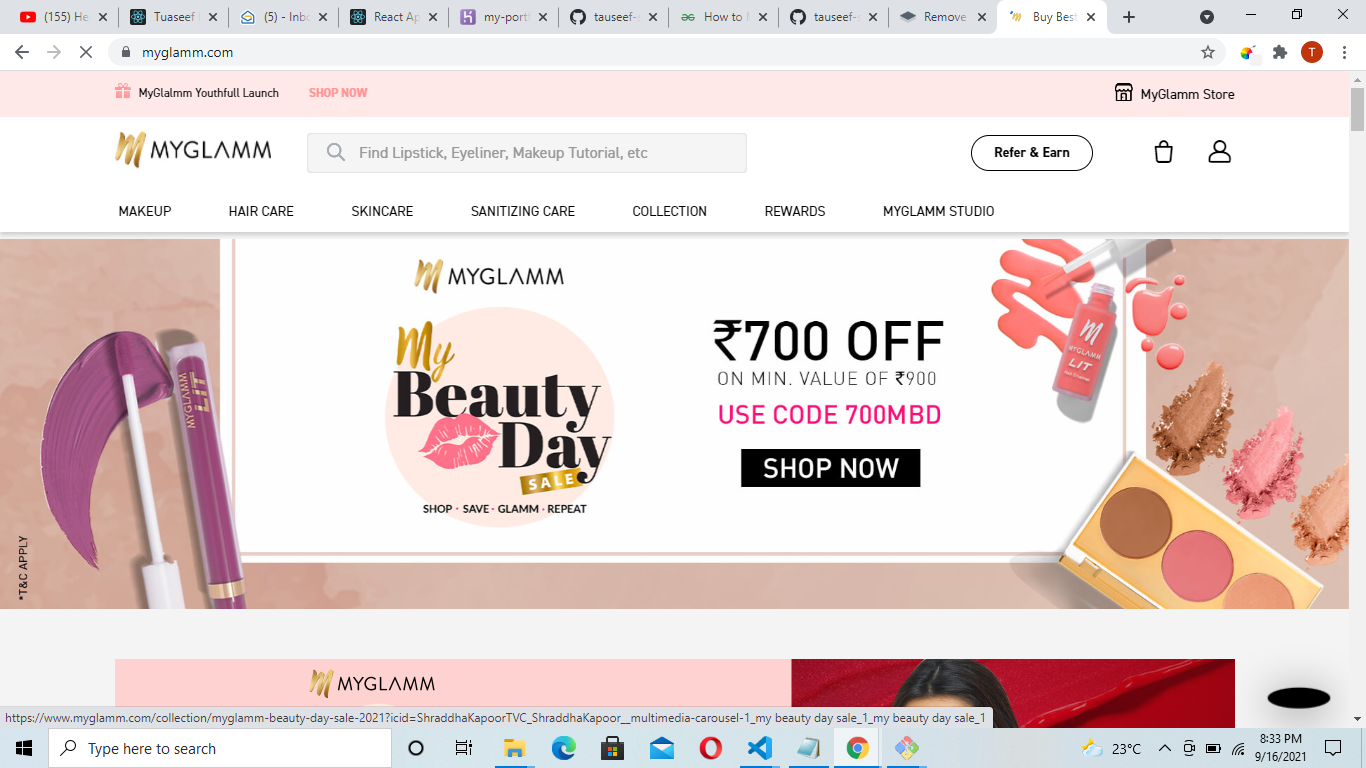 (155) He
Tuaseef
(5) - Inbo
React Ap
my-port
tauseef-s
How to
tauseef-s
Remove
Buy Best
myglamm.com
T
MyGlalmm Youthfull Launch
SHOP NOW
MyGlamm Store
MYGLAMM
Find Lipstick, Eyeliner, Makeup Tutorial, etc
Refer & Earn
MAKEUP
HAIR CARE
SKINCARE
SANITIZING CARE
COLLECTION
REWARDS
MYGLAMM STUDIO
MYGLAMM
My
Beauty
Day
SALE
SHOP · SAVE · GLAMM · REPEAT
₹700 OFF
ON MIN. VALUE OF ₹900
USE CODE 700MBD
SHOP NOW
MYGLAMM
LIT
MYGLAMM
LIT
*T&C APPLY
MYGLAMM
https://www.myglamm.com/collection/myglamm-beauty-day-sale-2021?icid=ShraddhaKapoorTVC_ShraddhaKapoor__multimedia-carousel-1_my beauty day sale_1_my beauty day sale_1
Type here to search
23°C
8:33 PM
9/16/2021